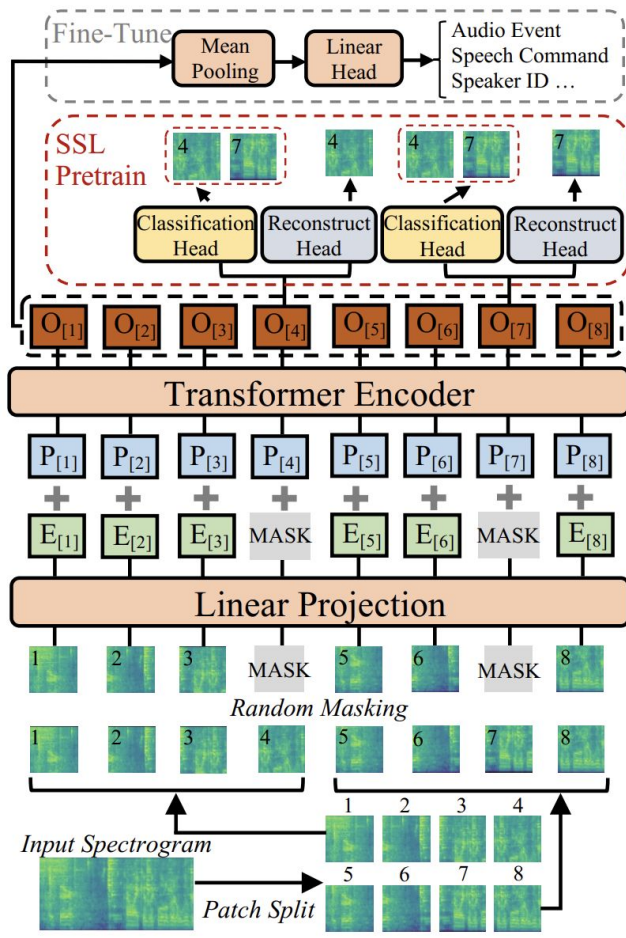 Fine-Tune
Mean Pooling
Linear Head
Audio Event
Speech Command
Speaker ID ...
SSL Pretrain
4 7 4 4 7 7
Classification Head
Reconstruct Head
Classification Head
Reconstruct Head
O[1] O[2] O[3] O[4] O[5] O[6] O[7] O[8]
Transformer Encoder
P[1] P[2] P[3] P[4] P[5] P[6] P[7] P[8]
+ + + + + + + +
E[1] E[2] E[3] MASK E[5] E[6] MASK E[8]
Linear Projection
1 2 3 MASK 5 6 MASK 8
Random Masking
1 2 3 4 5 6 7 8
1 2 3 4
Input Spectrogram
5 6 7 8
Patch Split